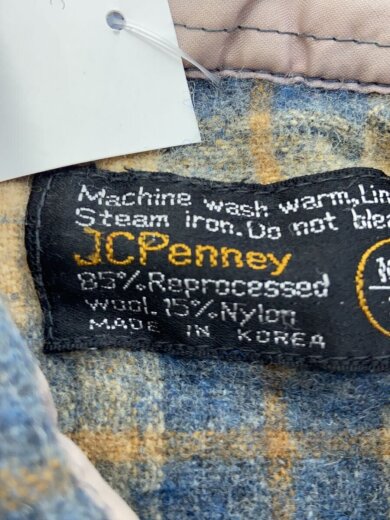 Machine wash warm, Lin
Steam iron. Do not blea
JCPenney
85% Reprocessed
wool. 15% Nylon
MADE IN KOREA